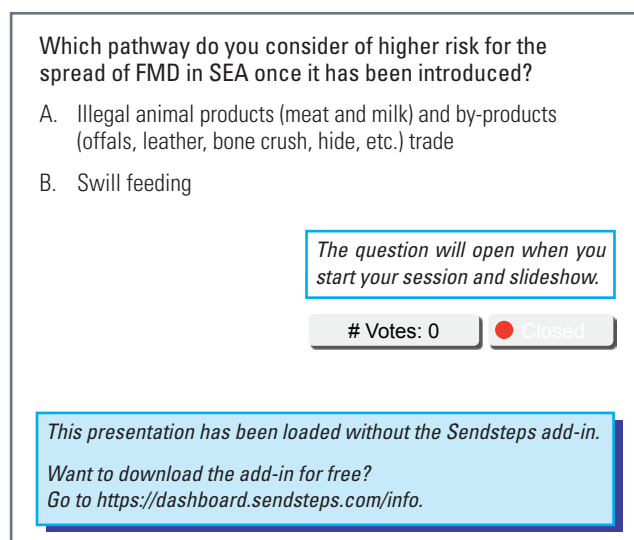 Which pathway do you consider of higher risk for the
spread of FMD in SEA once it has been introduced?
A. Illegal animal products (meat and milk) and by-products
(offals, leather, bone crush, hide, etc.) trade
B. Swill feeding
The question will open when you
start your session and slideshow.
# Votes: 0
Closed
This presentation has been loaded without the Sendsteps add-in.
Want to download the add-in for free?
Go to https://dashboard.sendsteps.com/info.